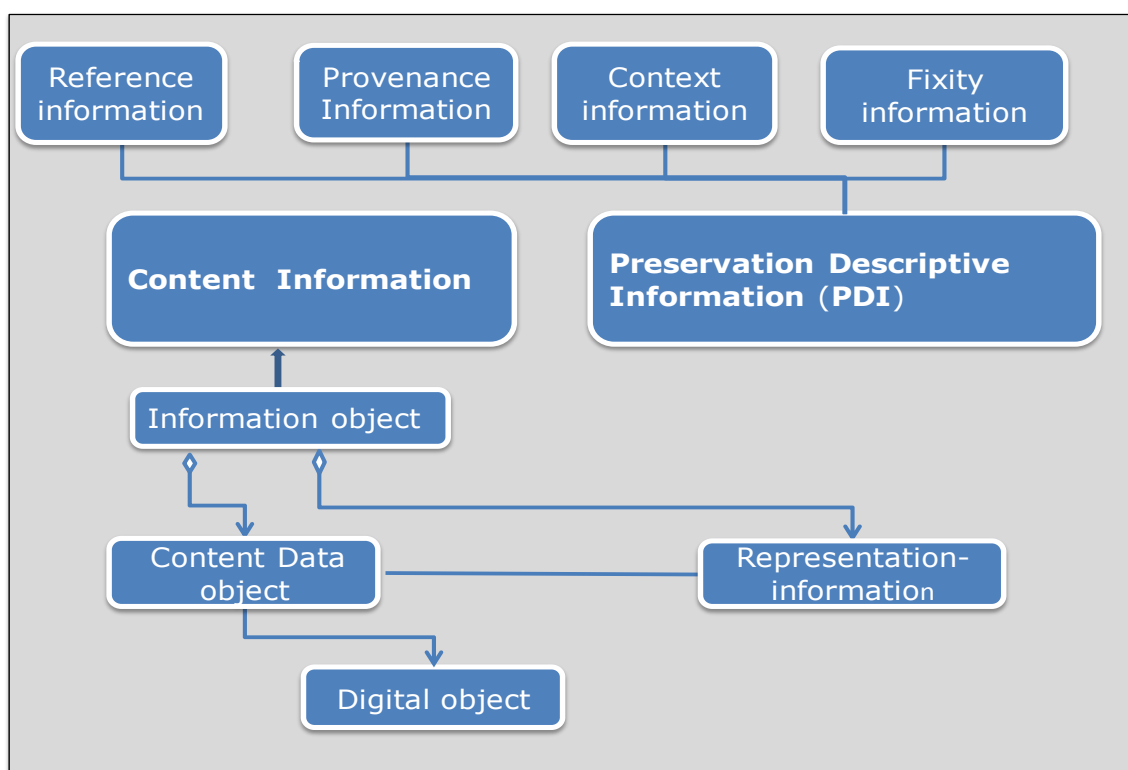 Reference
information
Provenance
Information
Context
information
Fixity
information
Content Information
Preservation Descriptive
Information (PDI)
Information object
Content Data
object
Representation-
information
Digital object